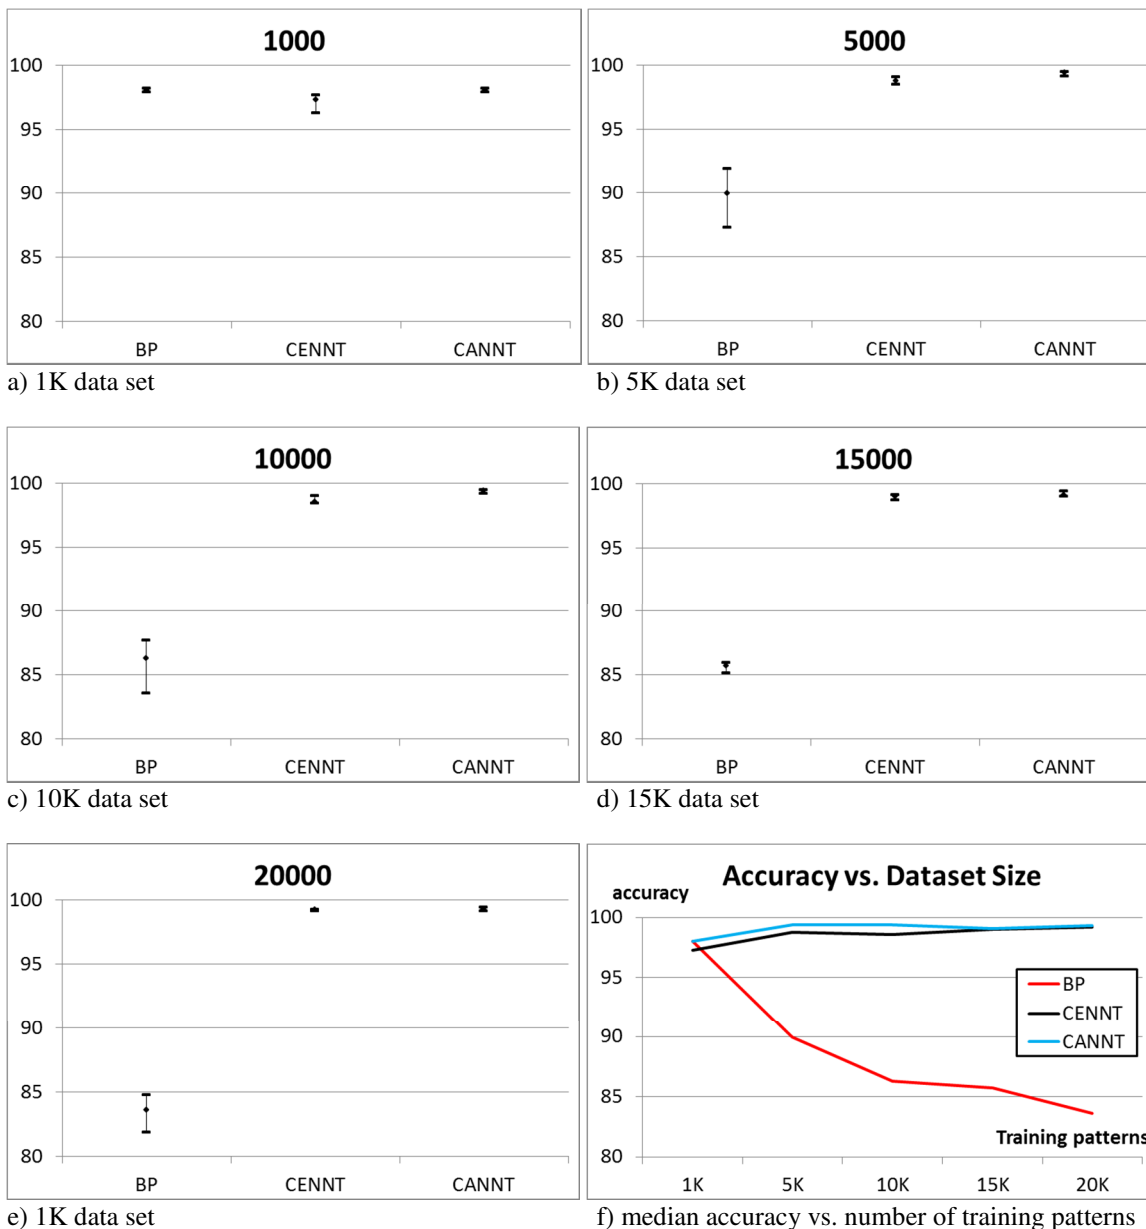 1000
100
95
90
85
80
BP CENNT CANNT
a) 1K data set
5000
100
95
90
85
80
BP CENNT CANNT
b) 5K data set
10000
100
95
90
85
80
BP CENNT CANNT
c) 10K data set
15000
100
95
90
85
80
BP CENNT CANNT
d) 15K data set
20000
100
95
90
85
80
BP CENNT CANNT
e) 1K data set
Accuracy vs. Dataset Size
accuracy
100
95
90
85
80
BP
CENNT
CANNT
Training patterns
1K 5K 10K 15K 20K
f) median accuracy vs. number of training patterns